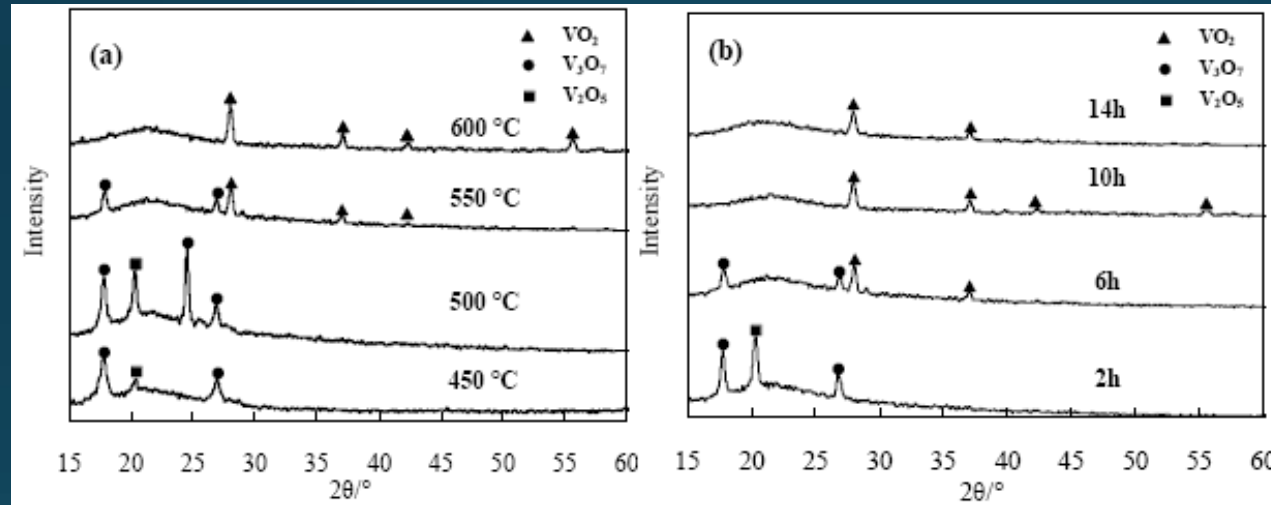 (a)
VO₂
V₃O₇
V₂O₅
600 °C
550 °C
500 °C
450 °C
Intensity
15 20 25 30 35 40 45 50 55 60
2θ/°
(b)
VO₂
V₃O₇
V₂O₅
14h
10h
6h
2h
Intensity
15 20 25 30 35 40 45 50 55 60
2θ/°